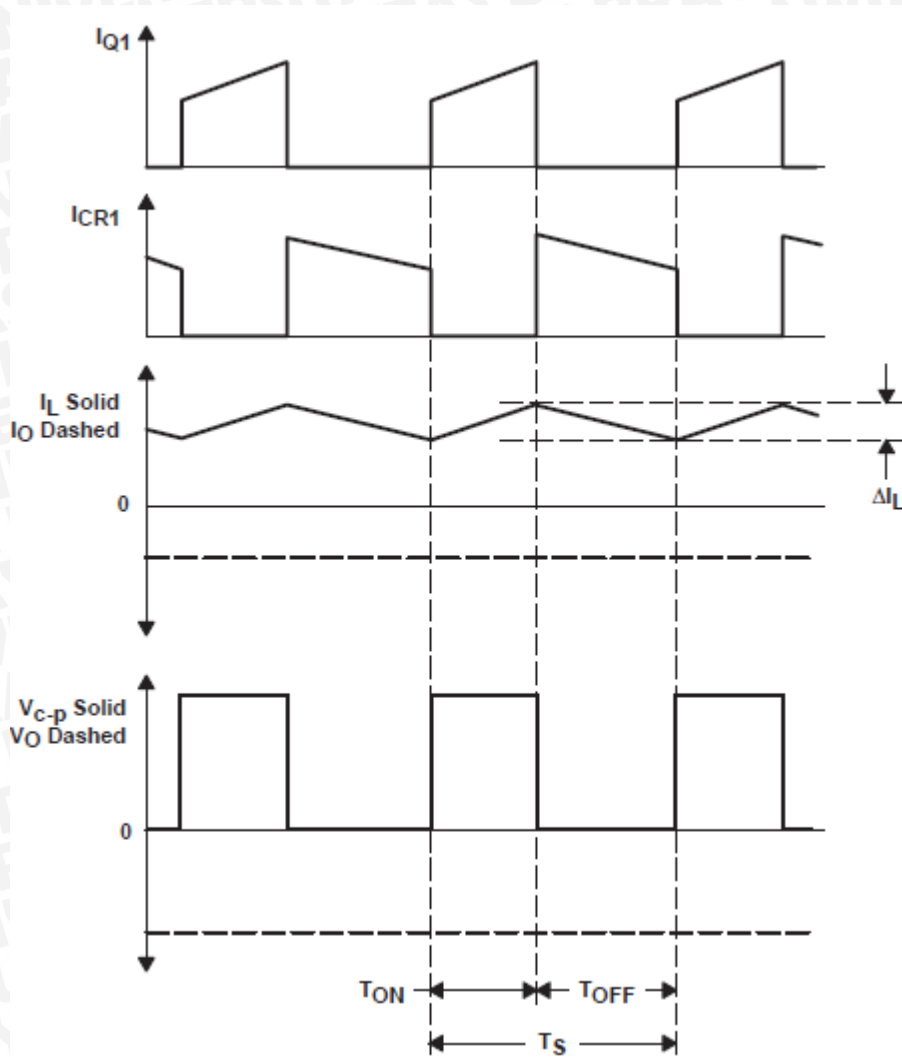 IQ1
ICR1
IL Solid
IO Dashed
0
ΔIL
Vc-p Solid
VO Dashed
0
TON
TOFF
TS